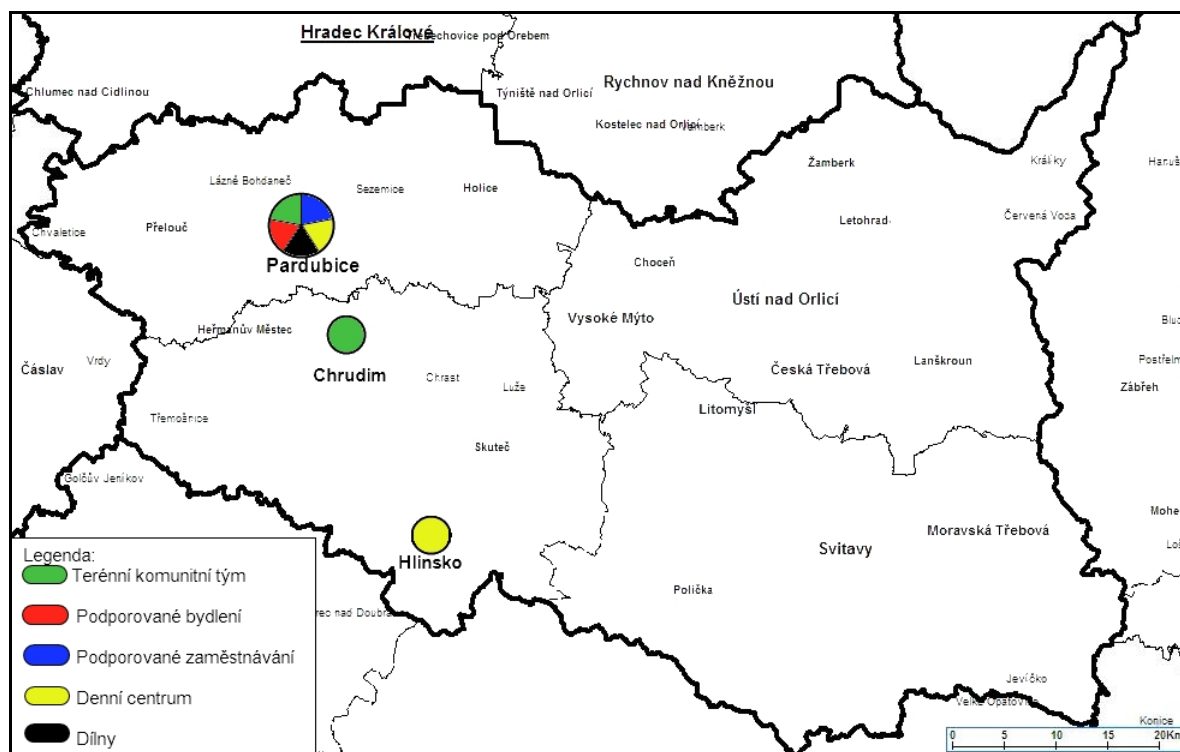 Hradec Králové
Týniště nad Orlicí
Rychnov nad Kněžnou
Chlumec nad Cidlinou
Kostelec nad Orlicí
Žamberk
Králíky
Lázně Bohdaneč
Sezemice
Holice
Letohrad
Červená Voda
Chvaletice
Přelouč
Pardubice
Choceň
Ústí nad Orlicí
Vysoké Mýto
Heřmanův Městec
Čáslav
Vrdy
Chrudim
Chrast
Luže
Česká Třebová
Lanškroun
Zábřeh
Třemošnice
Litomyšl
Skuteč
Golčův Jeníkov
Moravská Třebová
Svitavy
Hlinsko
Polička
Jevíčko
Konice
Legenda:
Terénní komunitní tým
Podporované bydlení
Podporované zaměstnávání
Denní centrum
Dílny
0 5 10 15 20Km